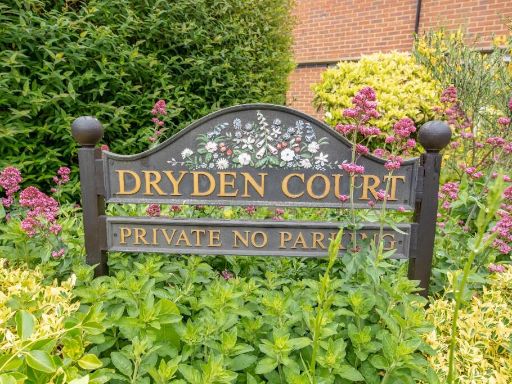 DRYDEN COURT
PRIVATE NO PARKING